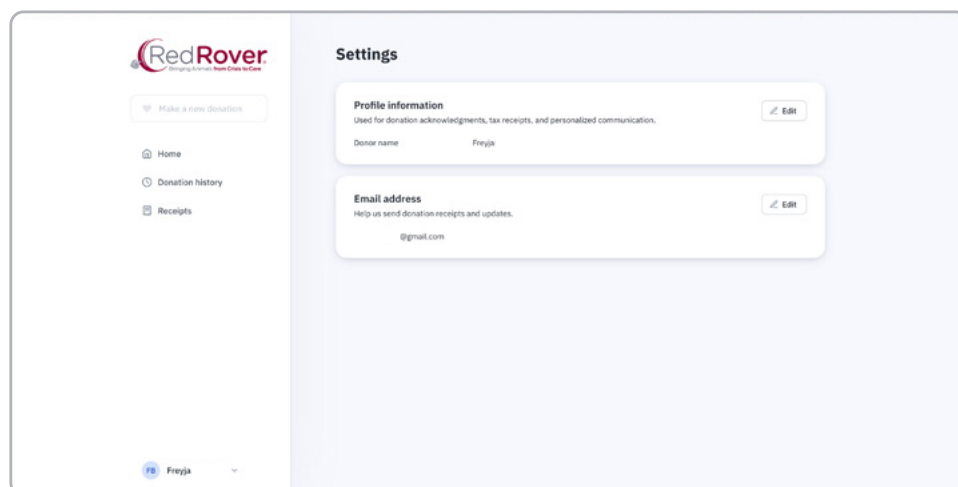 RedRover
Bringing Animals from Crisis to Care
Make a new donation
Home
Donation history
Receipts
FB Freyja
Settings
Profile information
Used for donation acknowledgments, tax receipts, and personalized communication.
Edit
Donor name Freyja
Email address
Help us send donation receipts and updates.
Edit
@gmail.com